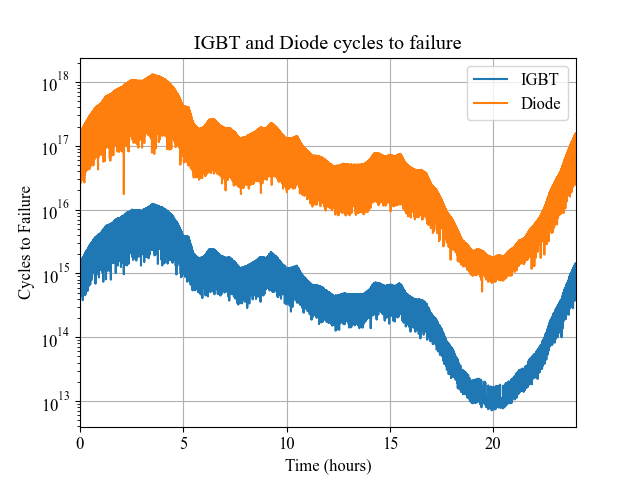 IGBT and Diode cycles to failure
IGBT
Diode
Cycles to Failure
10^18
10^17
10^16
10^15
10^14
10^13
0 5 10 15 20
Time (hours)